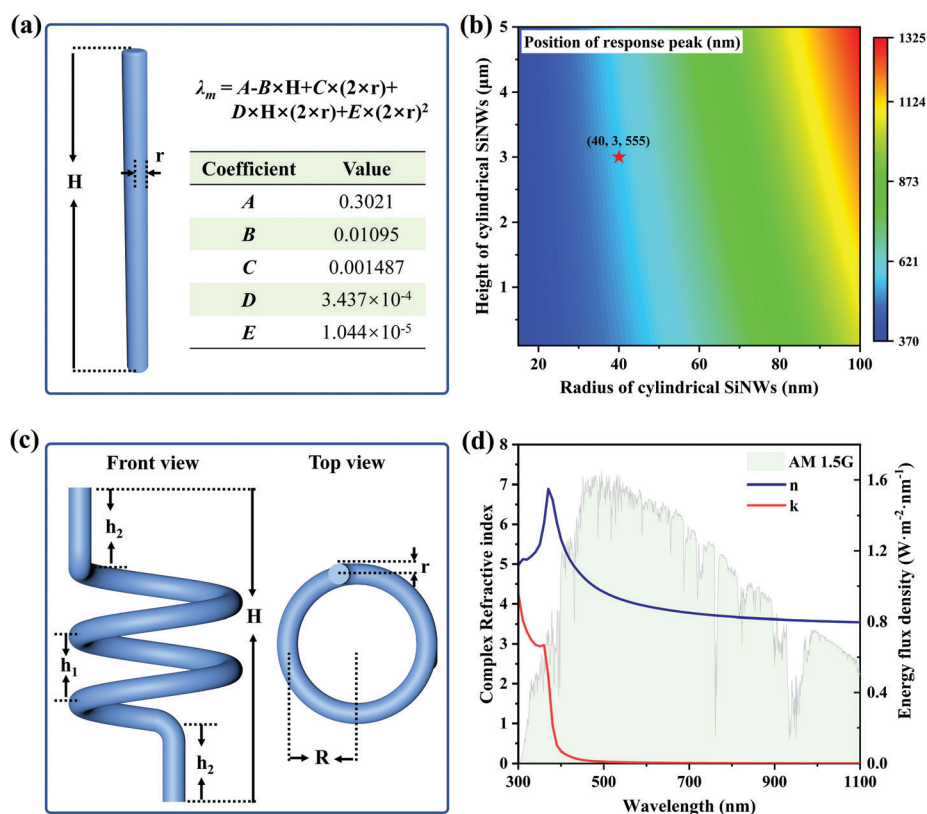 (a)
H
r
λm = A-B×H+C×(2×r)+
D×H×(2×r)+E×(2×r)²
Coefficient Value
A 0.3021
B 0.01095
C 0.001487
D 3.437×10⁻⁴
E 1.044×10⁻⁵
(b)
Position of response peak (nm)
(40, 3, 555)
Height of cylindrical SiNWs (μm)
5
4
3
2
1
20 40 60 80 100
Radius of cylindrical SiNWs (nm)
1325
1124
873
621
370
(c)
Front view Top view
h₂
H
h₁
h₂
r
R
(d)
Complex Refractive index
8
7
6
5
4
3
2
1
0
AM 1.5G
n
k
1.6
1.2
0.8
0.4
0.0
Energy flux density (W·m⁻²·nm⁻¹)
300 500 700 900 1100
Wavelength (nm)